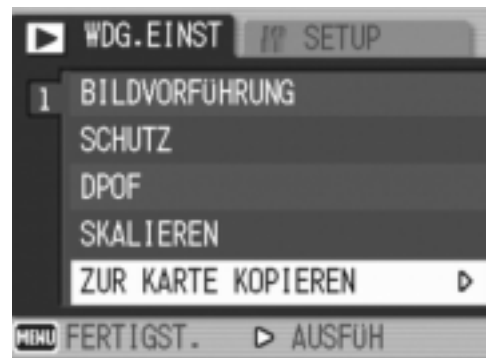 WDG.EINST SETUP
1 BILDVORFÜHRUNG
SCHUTZ
DPOF
SKALIEREN
ZUR KARTE KOPIEREN
MENU FERTIGST. AUSFÜH